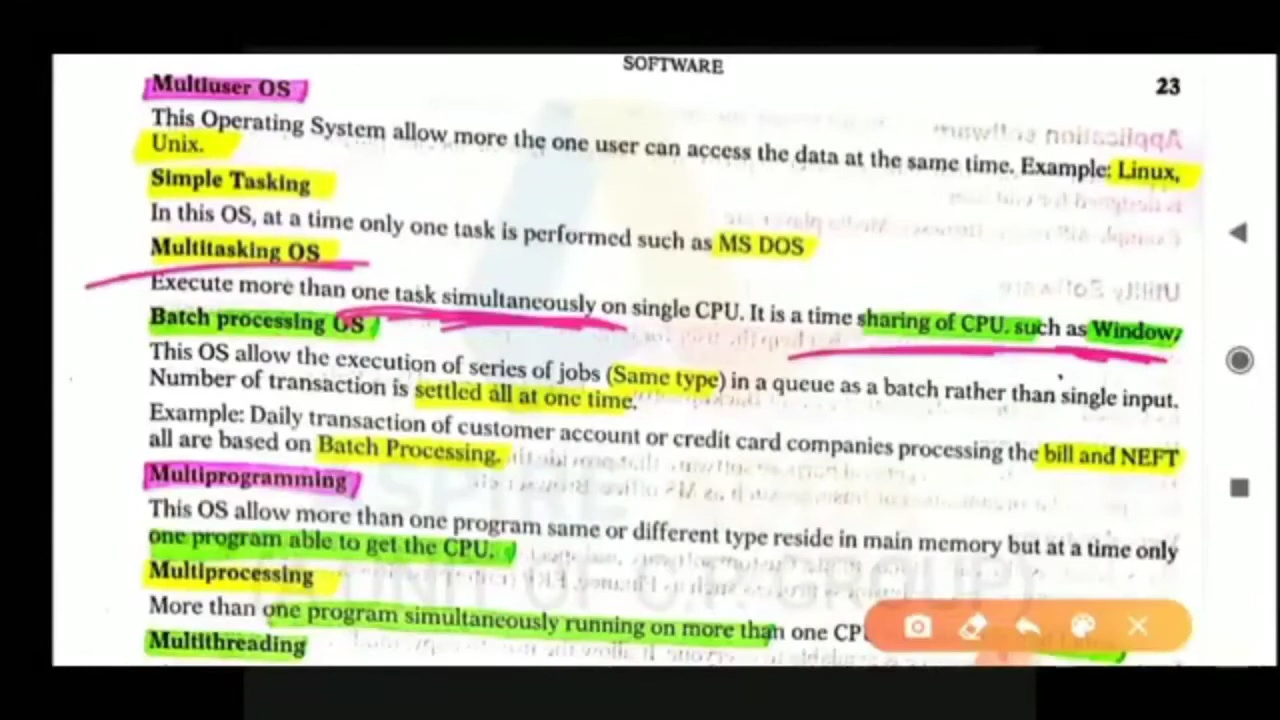 SOFTWARE
23
Multiuser OS
This Operating System allow more the one user can access the data at the same time. Example: Linux,
Unix.
Simple Tasking
In this OS, at a time only one task is performed such as MS DOS
Multitasking OS
Execute more than one task simultaneously on single CPU. It is a time sharing of CPU. such as Window,
Batch processing OS
This OS allow the execution of series of jobs (Same type) in a queue as a batch rather than single input.
Number of transaction is settled all at one time.
Example: Daily transaction of customer account or credit card companies processing the bill and NEFT
all are based on Batch Processing.
Multiprogramming
This OS allow more than one program same or different type reside in main memory but at a time only
one program able to get the CPU.
Multiprocessing
More than one program simultaneously running on more than one
Multithreading